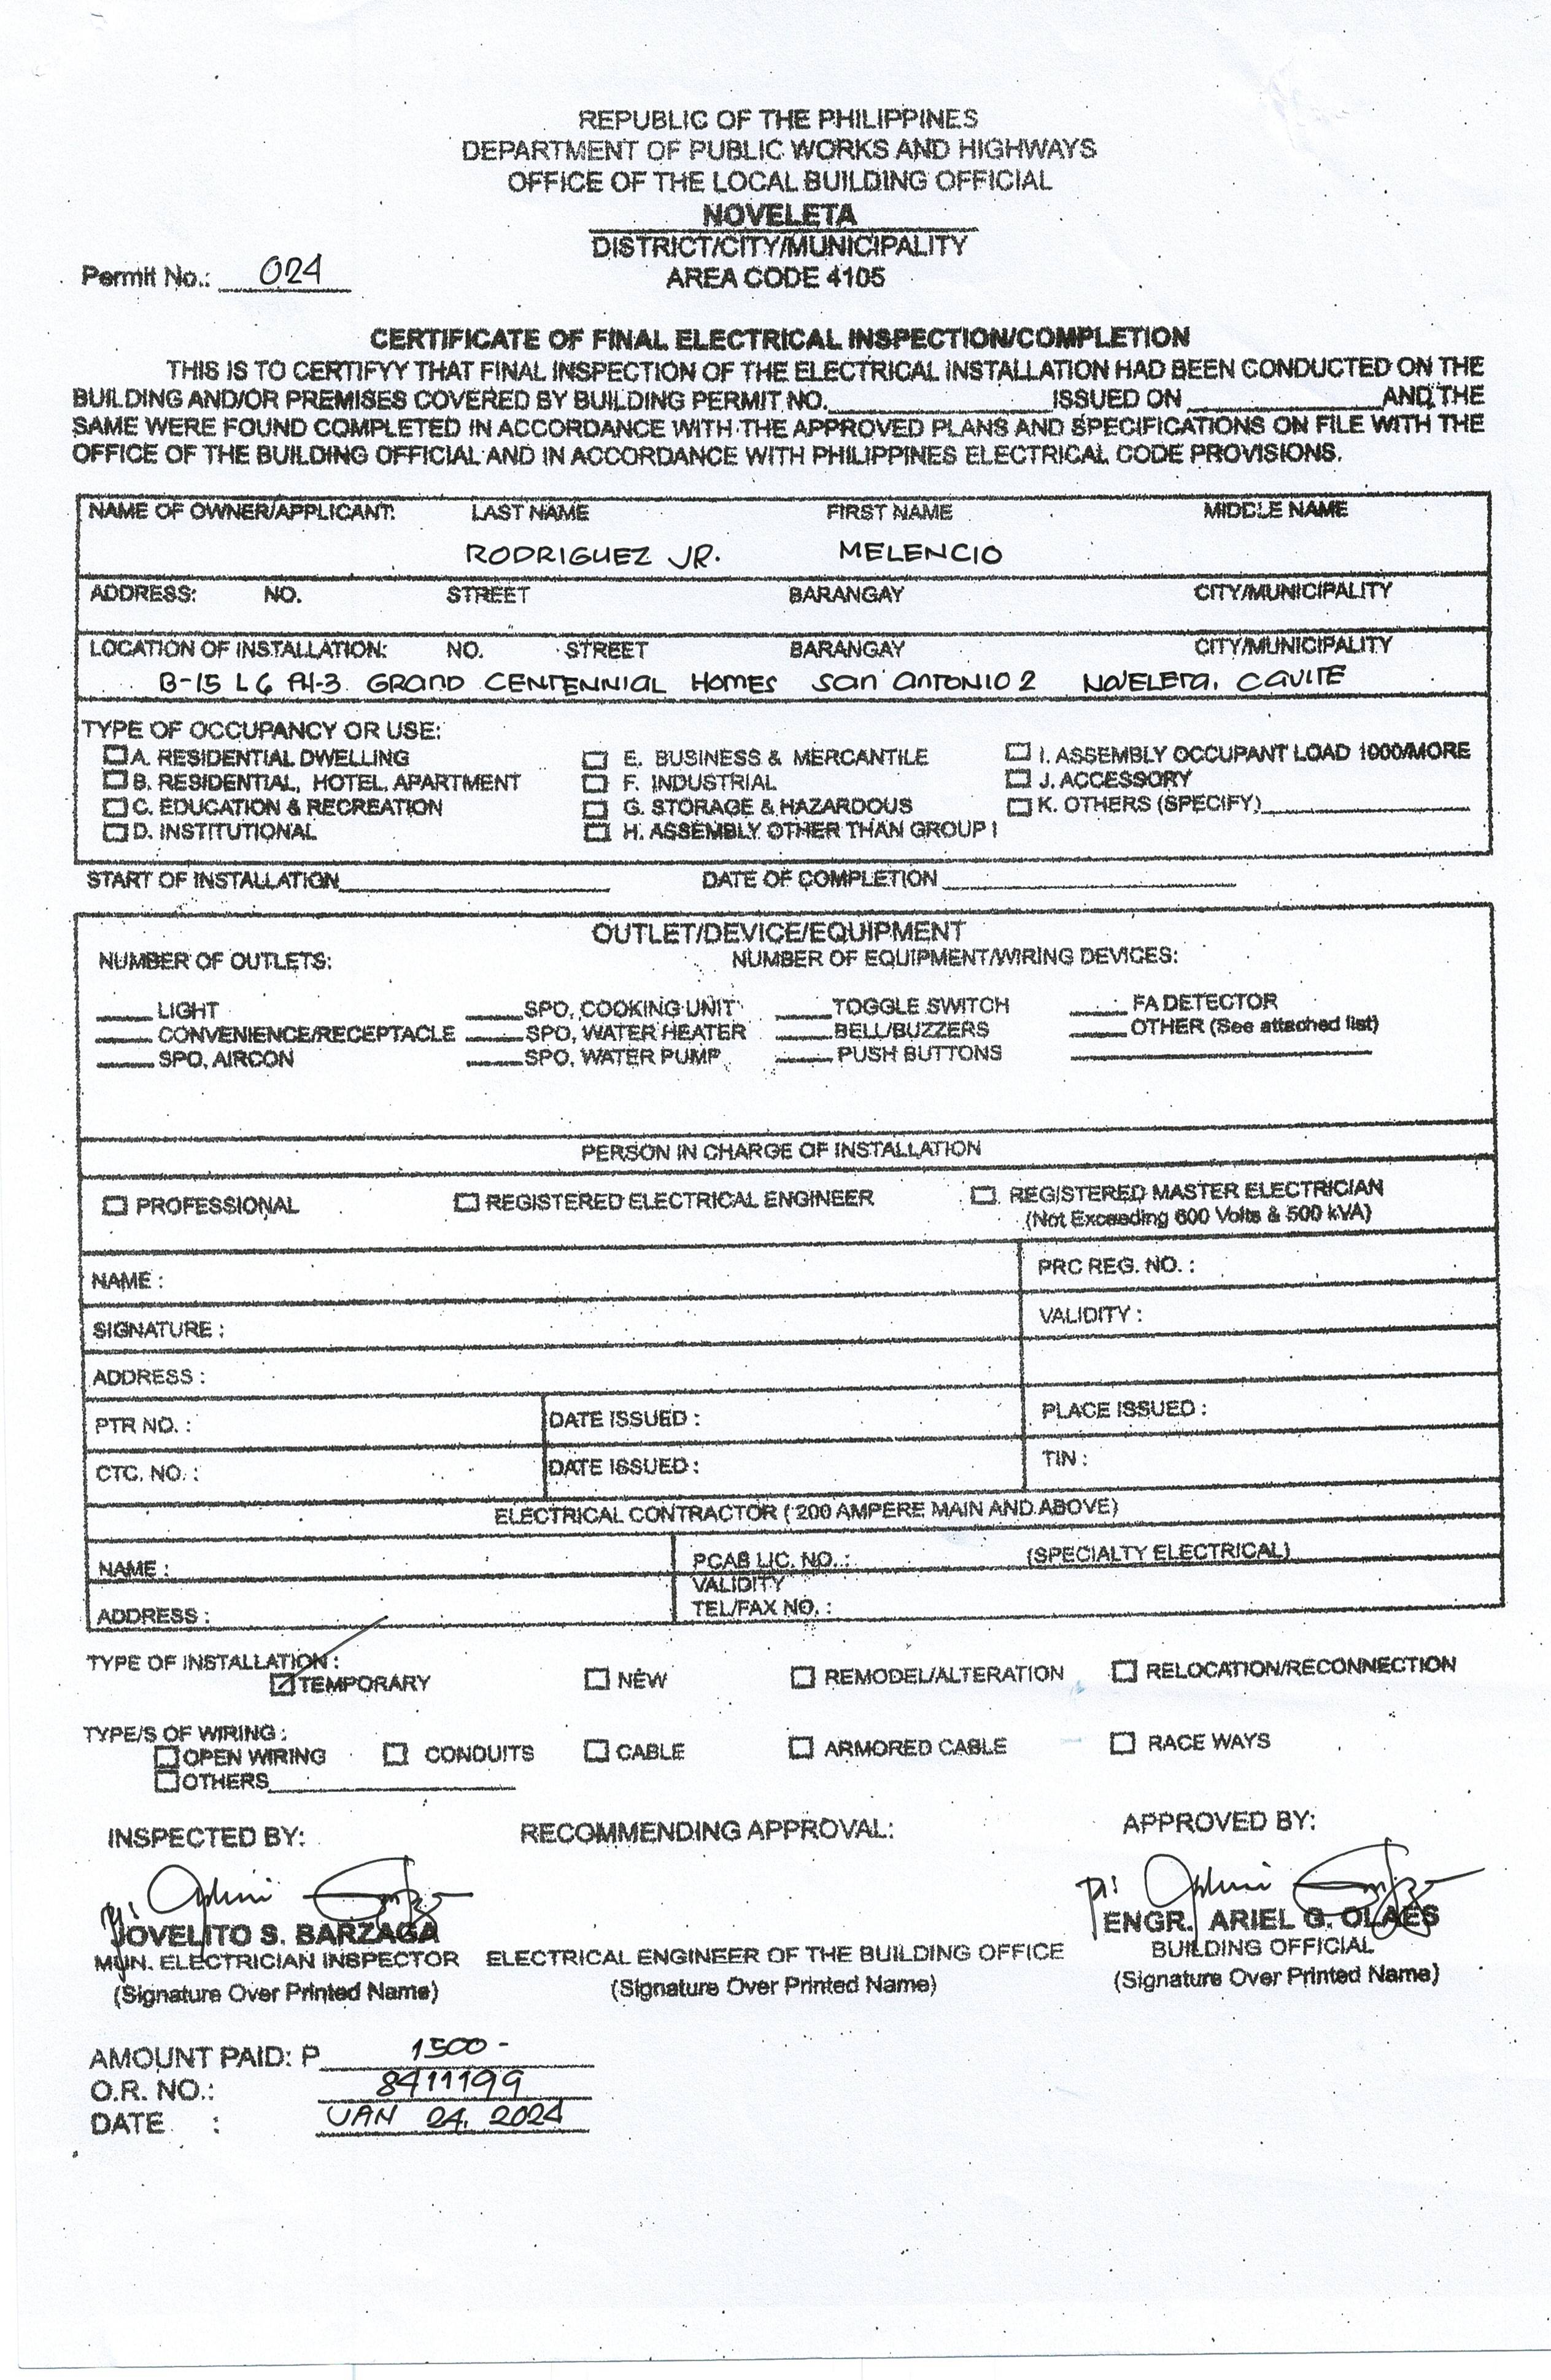 REPUBLIC OF THE PHILIPPINES
DEPARTMENT OF PUBLIC WORKS AND HIGHWAYS
OFFICE OF THE LOCAL BUILDING OFFICIAL
NOVELETA
DISTRICT/CITY/MUNICIPALITY
Permit No.: 024 AREA CODE 4105
CERTIFICATE OF FINAL ELECTRICAL INSPECTION/COMPLETION
THIS IS TO CERTIFYY THAT FINAL INSPECTION OF THE ELECTRICAL INSTALLATION HAD BEEN CONDUCTED ON THE
BUILDING AND/OR PREMISES COVERED BY BUILDING PERMIT NO.____________ISSUED ON____________AND THE
SAME WERE FOUND COMPLETED IN ACCORDANCE WITH THE APPROVED PLANS AND SPECIFICATIONS ON FILE WITH THE
OFFICE OF THE BUILDING OFFICIAL AND IN ACCORDANCE WITH PHILIPPINES ELECTRICAL CODE PROVISIONS.
NAME OF OWNER/APPLICANT: LAST NAME FIRST NAME MIDDLE NAME
RODRIGUEZ JR. MELENCIO
ADDRESS: NO. STREET BARANGAY CITY/MUNICIPALITY
LOCATION OF INSTALLATION: NO. STREET BARANGAY CITY/MUNICIPALITY
B-15 L6 PH-3 GRAND CENTENNIAL HOMES SAN ANTONIO 2 NOVELETA, CAVITE
TYPE OF OCCUPANCY OR USE:
☐ A. RESIDENTIAL DWELLING ☐ E. BUSINESS & MERCANTILE ☐ I. ASSEMBLY OCCUPANT LOAD 1000/MORE
☐ B. RESIDENTIAL, HOTEL, APARTMENT ☐ F. INDUSTRIAL ☐ J. ACCESSORY
☐ C. EDUCATION & RECREATION ☐ G. STORAGE & HAZARDOUS ☐ K. OTHERS (SPECIFY)____________
☐ D. INSTITUTIONAL ☐ H. ASSEMBLY OTHER THAN GROUP I
START OF INSTALLATION____________ DATE OF COMPLETION____________
OUTLET/DEVICE/EQUIPMENT
NUMBER OF OUTLETS: NUMBER OF EQUIPMENT/WIRING DEVICES:
____ LIGHT ____ SPO, COOKING UNIT ____ TOGGLE SWITCH ____ FA DETECTOR
____ CONVENIENCE/RECEPTACLE ____ SPO, WATER HEATER ____ BELL/BUZZERS ____ OTHER (See attached list)
____ SPO, AIRCON ____ SPO, WATER PUMP ____ PUSH BUTTONS ____________
PERSON IN CHARGE OF INSTALLATION
☐ PROFESSIONAL ☐ REGISTERED ELECTRICAL ENGINEER ☐ REGISTERED MASTER ELECTRICIAN
(Not Exceeding 600 Volts & 500 kVA)
NAME : PRC REG. NO. :
SIGNATURE : VALIDITY :
ADDRESS :
PTR NO. : DATE ISSUED : PLACE ISSUED :
CTC. NO. : DATE ISSUED : TIN :
ELECTRICAL CONTRACTOR ( 200 AMPERE MAIN AND ABOVE)
NAME : PCAB LIC. NO. : (SPECIALTY ELECTRICAL)
VALIDITY
ADDRESS : TEL/FAX NO. :
TYPE OF INSTALLATION :
☑ TEMPORARY ☐ NEW ☐ REMODEL/ALTERATION ☐ RELOCATION/RECONNECTION
TYPE/S OF WIRING :
☐ OPEN WIRING ☐ CONDUITS ☐ CABLE ☐ ARMORED CABLE ☐ RACE WAYS
☐ OTHERS____________
INSPECTED BY: RECOMMENDING APPROVAL: APPROVED BY:
JOVELITO S. BARZAGA ENGR. ARIEL G. OLAES
MUN. ELECTRICIAN INSPECTOR ELECTRICAL ENGINEER OF THE BUILDING OFFICE BUILDING OFFICIAL
(Signature Over Printed Name) (Signature Over Printed Name) (Signature Over Printed Name)
AMOUNT PAID: P 1500 -
O.R. NO.: 8411199
DATE : JAN 24, 2024